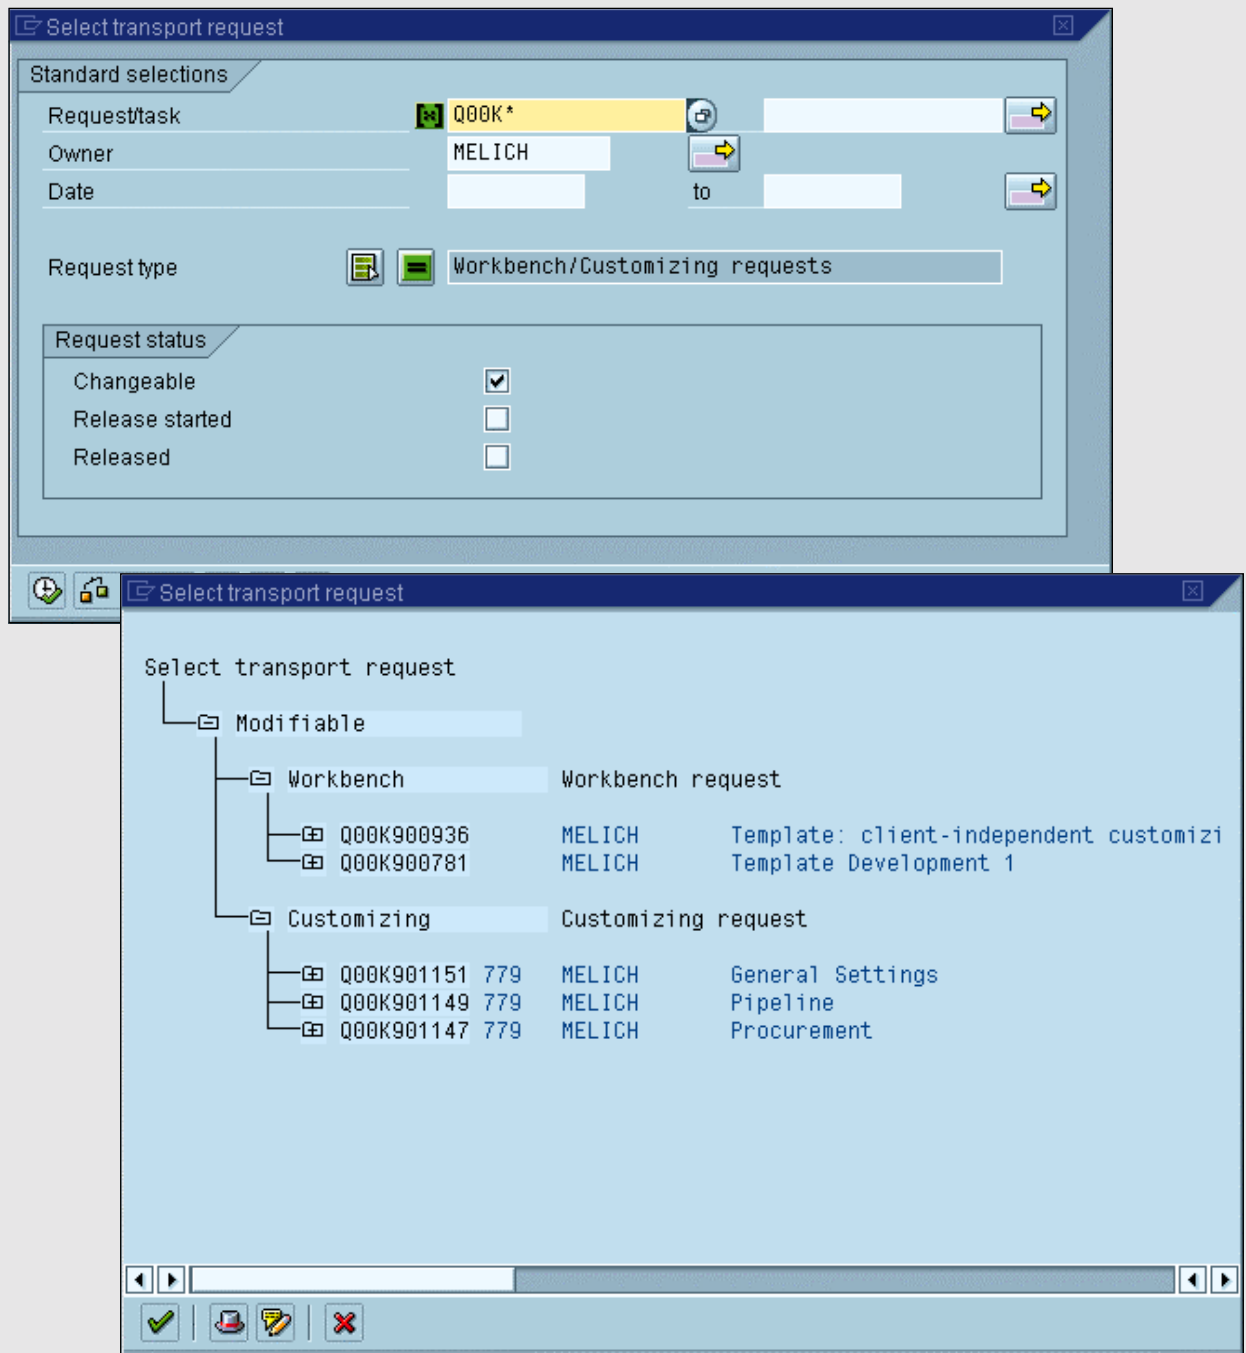 Select transport request
Standard selections
Request/task Q00K*
Owner MELICH
Date to
Request type Workbench/Customizing requests
Request status
Changeable
Release started
Released
Select transport request
Select transport request
Modifiable
Workbench Workbench request
Q00K900936 MELICH Template: client-independent customizi
Q00K900781 MELICH Template Development 1
Customizing Customizing request
Q00K901151 779 MELICH General Settings
Q00K901149 779 MELICH Pipeline
Q00K901147 779 MELICH Procurement